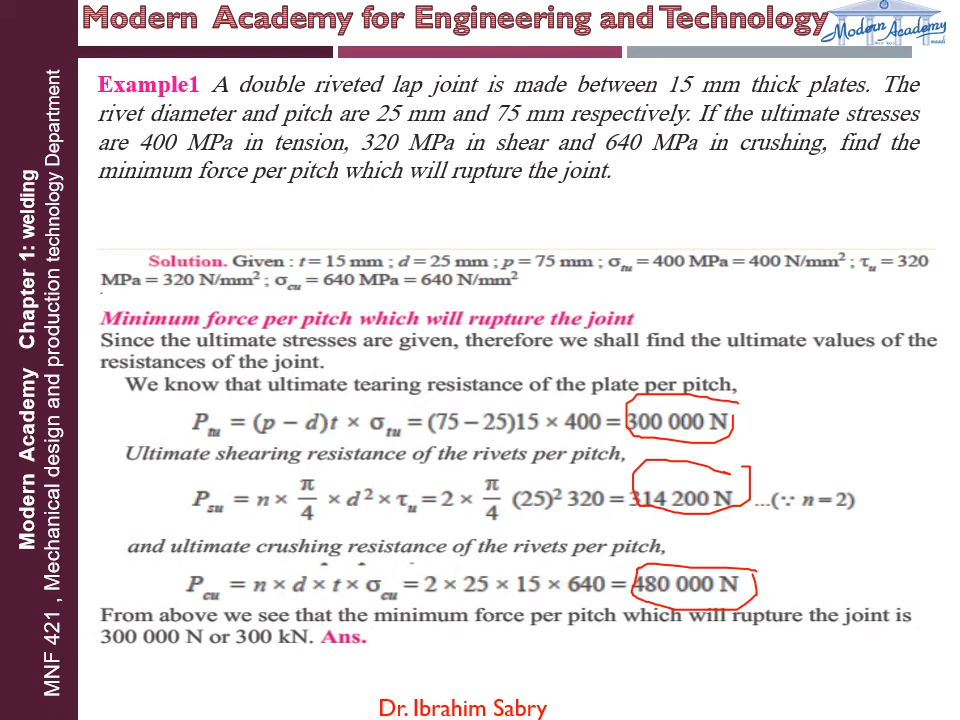 Modern Academy for Engineering and Technology
Modern Academy
maadi
Modern Academy Chapter 1: welding
MNF 421 , Mechanical design and production technology Department
Example1 A double riveted lap joint is made between 15 mm thick plates. The
rivet diameter and pitch are 25 mm and 75 mm respectively. If the ultimate stresses
are 400 MPa in tension, 320 MPa in shear and 640 MPa in crushing, find the
minimum force per pitch which will rupture the joint.
Solution. Given : t = 15 mm ; d = 25 mm ; p = 75 mm ; σtu = 400 MPa = 400 N/mm² ; τu = 320
MPa = 320 N/mm² ; σcu = 640 MPa = 640 N/mm²
Minimum force per pitch which will rupture the joint
Since the ultimate stresses are given, therefore we shall find the ultimate values of the
resistances of the joint.
We know that ultimate tearing resistance of the plate per pitch,
Ptu = (p – d)t × σtu = (75 – 25)15 × 400 = 300 000 N
Ultimate shearing resistance of the rivets per pitch,
Psu = n × π/4 × d² × τu = 2 × π/4 (25)² 320 = 314 200 N ...(∵ n = 2)
and ultimate crushing resistance of the rivets per pitch,
Pcu = n × d × t × σcu = 2 × 25 × 15 × 640 = 480 000 N
From above we see that the minimum force per pitch which will rupture the joint is
300 000 N or 300 kN. Ans.
Dr. Ibrahim Sabry